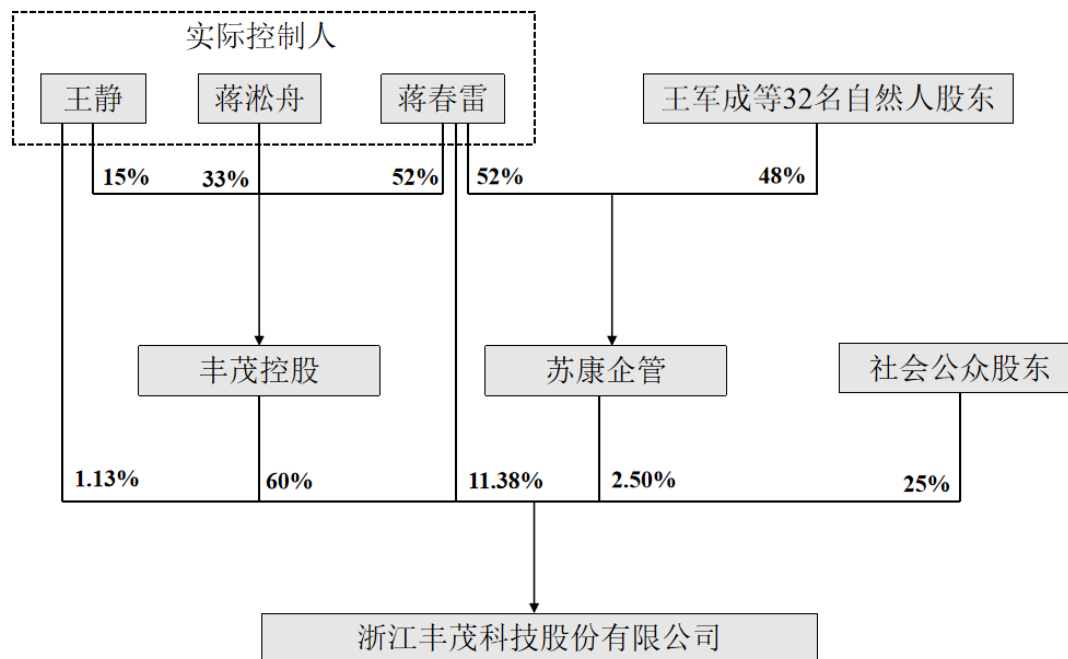 实际控制人
王静
蒋淞舟
蒋春雷
王军成等32名自然人股东
15%
33%
52%
52%
48%
丰茂控股
苏康企管
社会公众股东
1.13%
60%
11.38%
2.50%
25%
浙江丰茂科技股份有限公司